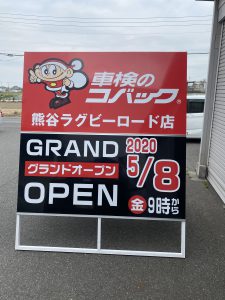 車検の
コバック®
熊谷ラグビーロード店
GRAND 2020
グランドオープン 5/8
OPEN 金 9時から